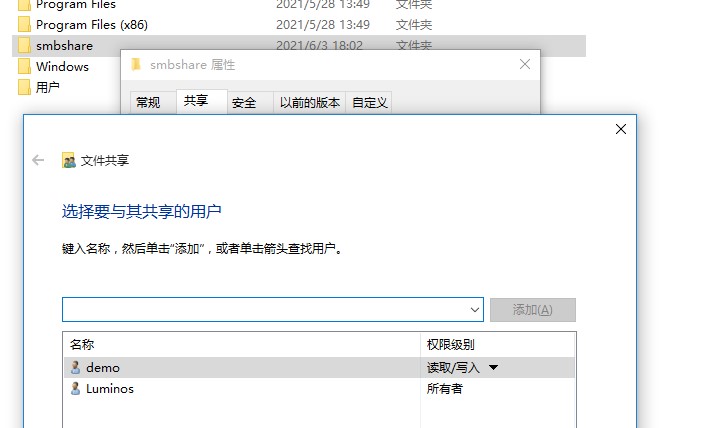 Program Files 2021/5/28 13:49 文件夹
Program Files (x86) 2021/5/28 13:49 文件夹
smbshare 2021/6/3 18:02 文件夹
Windows
用户
smbshare 属性
常规 共享 安全 以前的版本 自定义
文件共享
选择要与其共享的用户
键入名称，然后单击"添加"，或者单击箭头查找用户。
添加(A)
名称 权限级别
demo 读取/写入
Luminos 所有者